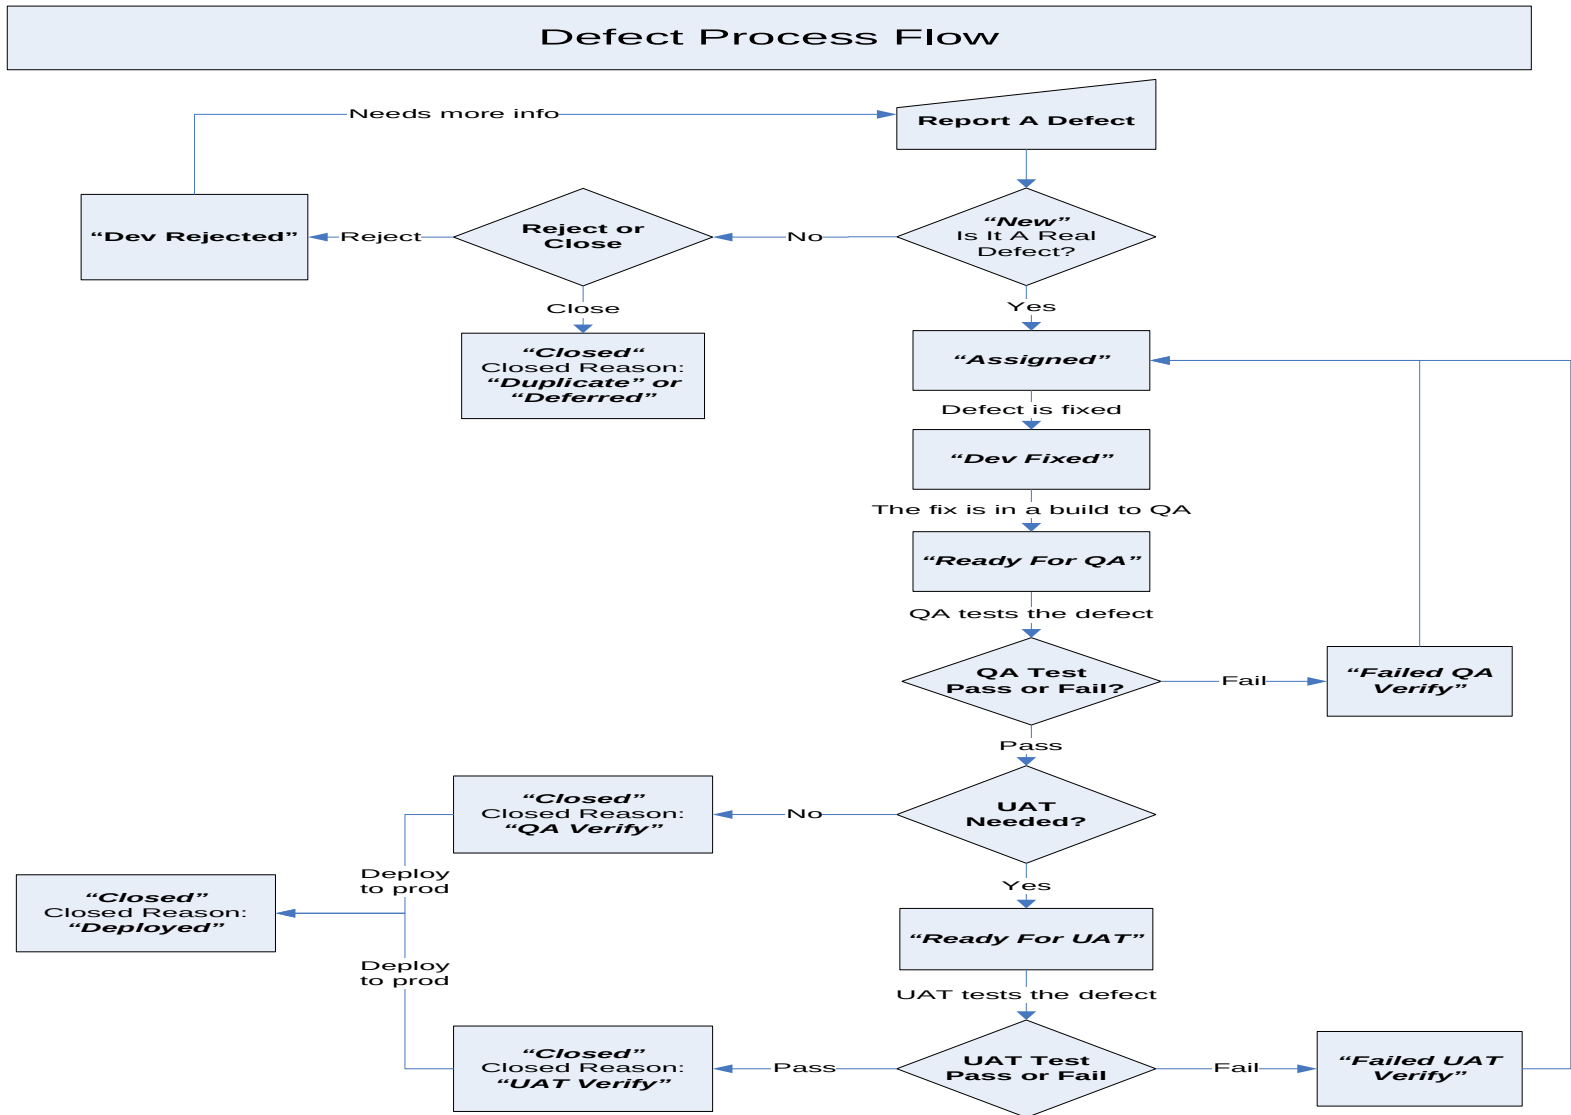 Defect Process Flow
Needs more info
Report A Defect
“Dev Rejected”
Reject
Reject or
Close
No
“New”
Is It A Real
Defect?
Close
Yes
“Closed“
Closed Reason:
“Duplicate” or
“Deferred”
“Assigned”
Defect is fixed
“Dev Fixed”
The fix is in a build to QA
“Ready For QA”
QA tests the defect
QA Test
Pass or Fail?
Fail
“Failed QA
Verify”
Pass
“Closed”
Closed Reason:
“QA Verify”
No
UAT
Needed?
Deploy
to prod
Yes
“Closed”
Closed Reason:
“Deployed”
“Ready For UAT”
Deploy
to prod
UAT tests the defect
“Closed”
Closed Reason:
“UAT Verify”
Pass
UAT Test
Pass or Fail
Fail
“Failed UAT
Verify”